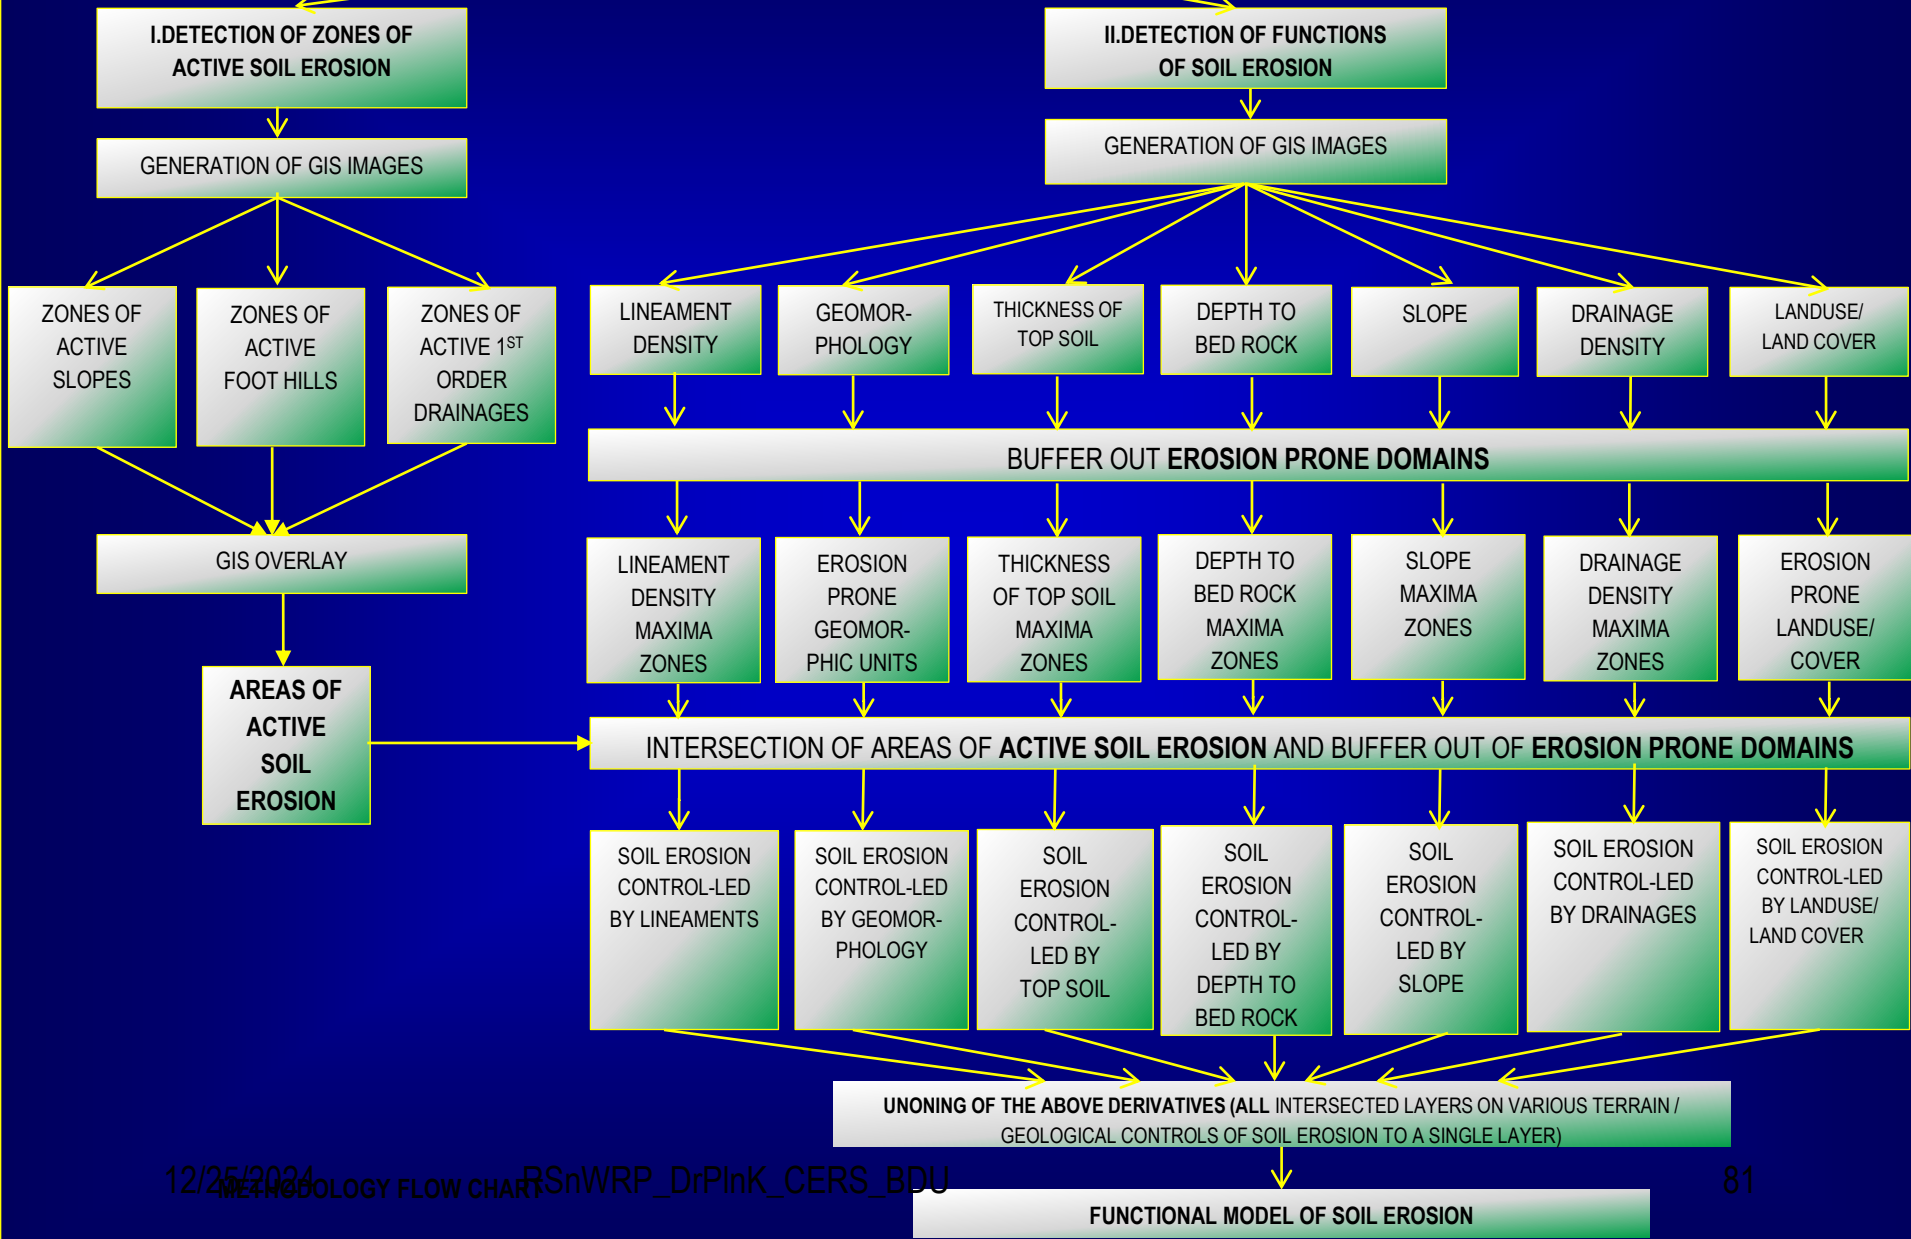 I.DETECTION OF ZONES OF
ACTIVE SOIL EROSION
II.DETECTION OF FUNCTIONS
OF SOIL EROSION
GENERATION OF GIS IMAGES
GENERATION OF GIS IMAGES
ZONES OF
ACTIVE
SLOPES
ZONES OF
ACTIVE
FOOT HILLS
ZONES OF
ACTIVE 1ST
ORDER
DRAINAGES
LINEAMENT
DENSITY
GEOMOR-
PHOLOGY
THICKNESS OF
TOP SOIL
DEPTH TO
BED ROCK
SLOPE
DRAINAGE
DENSITY
LANDUSE/
LAND COVER
BUFFER OUT EROSION PRONE DOMAINS
GIS OVERLAY
LINEAMENT
DENSITY
MAXIMA
ZONES
EROSION
PRONE
GEOMOR-
PHIC UNITS
THICKNESS
OF TOP SOIL
MAXIMA
ZONES
DEPTH TO
BED ROCK
MAXIMA
ZONES
SLOPE
MAXIMA
ZONES
DRAINAGE
DENSITY
MAXIMA
ZONES
EROSION
PRONE
LANDUSE/
COVER
AREAS OF
ACTIVE
SOIL
EROSION
INTERSECTION OF AREAS OF ACTIVE SOIL EROSION AND BUFFER OUT OF EROSION PRONE DOMAINS
SOIL EROSION
CONTROL-LED
BY LINEAMENTS
SOIL EROSION
CONTROL-LED
BY GEOMOR-
PHOLOGY
SOIL
EROSION
CONTROL-
LED BY
TOP SOIL
SOIL
EROSION
CONTROL-
LED BY
DEPTH TO
BED ROCK
SOIL
EROSION
CONTROL-
LED BY
SLOPE
SOIL EROSION
CONTROL-LED
BY DRAINAGES
SOIL EROSION
CONTROL-LED
BY LANDUSE/
LAND COVER
UNONING OF THE ABOVE DERIVATIVES (ALL INTERSECTED LAYERS ON VARIOUS TERRAIN /
GEOLOGICAL CONTROLS OF SOIL EROSION TO A SINGLE LAYER)
12/25/2024
METHODOLOGY FLOW CHART
RSnWRP_DrPlnK_CERS_BDU
81
FUNCTIONAL MODEL OF SOIL EROSION